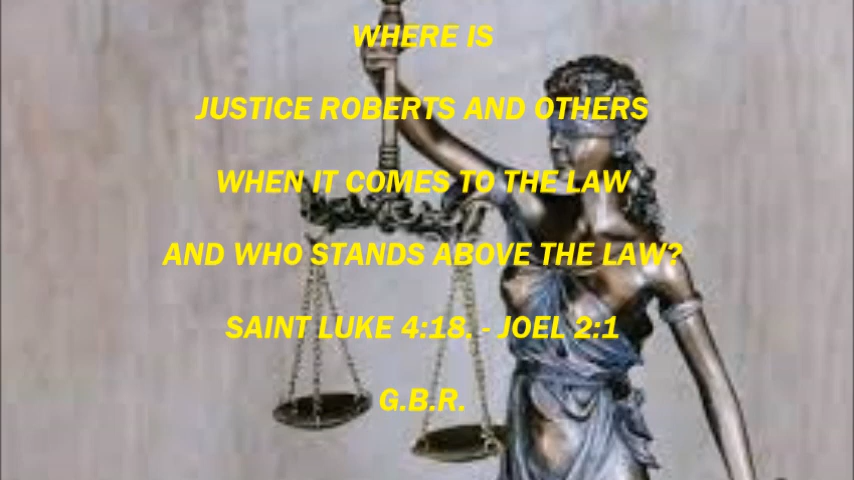 WHERE IS
JUSTICE ROBERTS AND OTHERS
WHEN IT COMES TO THE LAW
AND WHO STANDS ABOVE THE LAW?
SAINT LUKE 4:18. - JOEL 2:1
G.B.R.